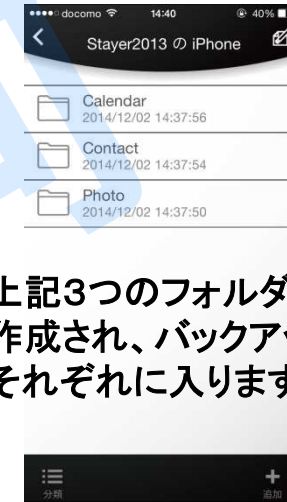 docomo 14:40 40%
Stayer2013 の iPhone
Calendar
2014/12/02 14:37:56
Contact
2014/12/02 14:37:54
Photo
2014/12/02 14:37:50
上記3つのフォルダ
作成され、バックア
それぞれに入ります
分類 追加